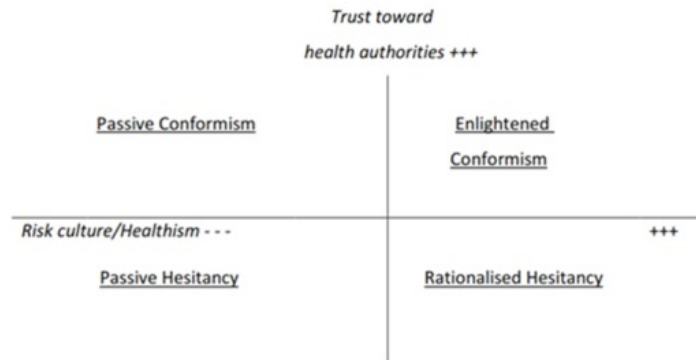 Trust toward
health authorities +++
Passive Conformism
Enlightened
Conformism
Risk culture/Healthism - - -
+++
Passive Hesitancy
Rationalised Hesitancy